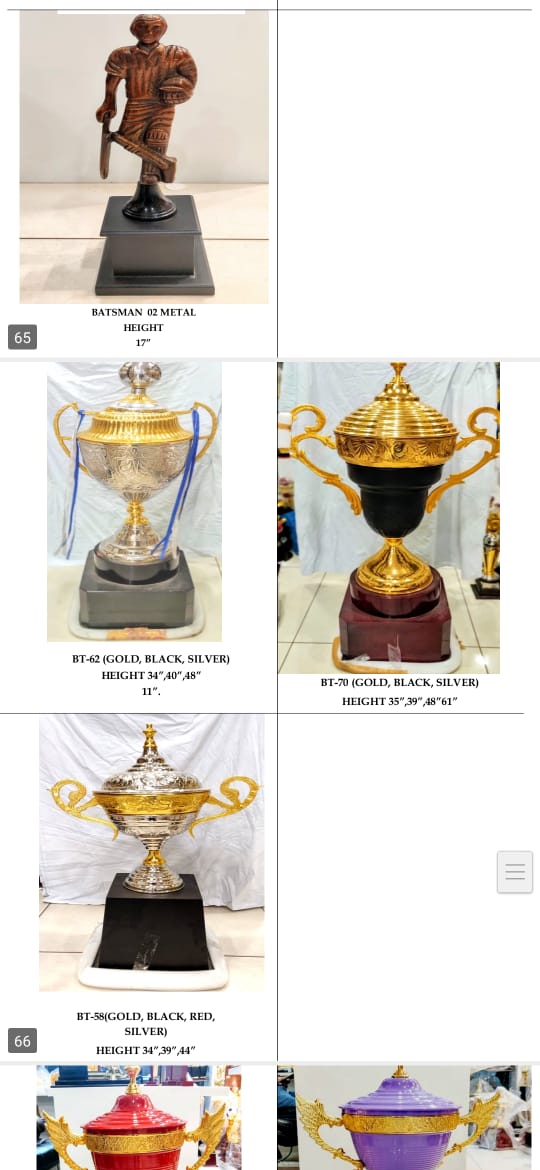 BATSMAN 02 METAL
HEIGHT
17"
65
BT-62 (GOLD, BLACK, SILVER)
HEIGHT 34",40",48"
11".
BT-70 (GOLD, BLACK, SILVER)
HEIGHT 35",39",48"61"
BT-58(GOLD, BLACK, RED,
SILVER)
HEIGHT 34",39",44"
66